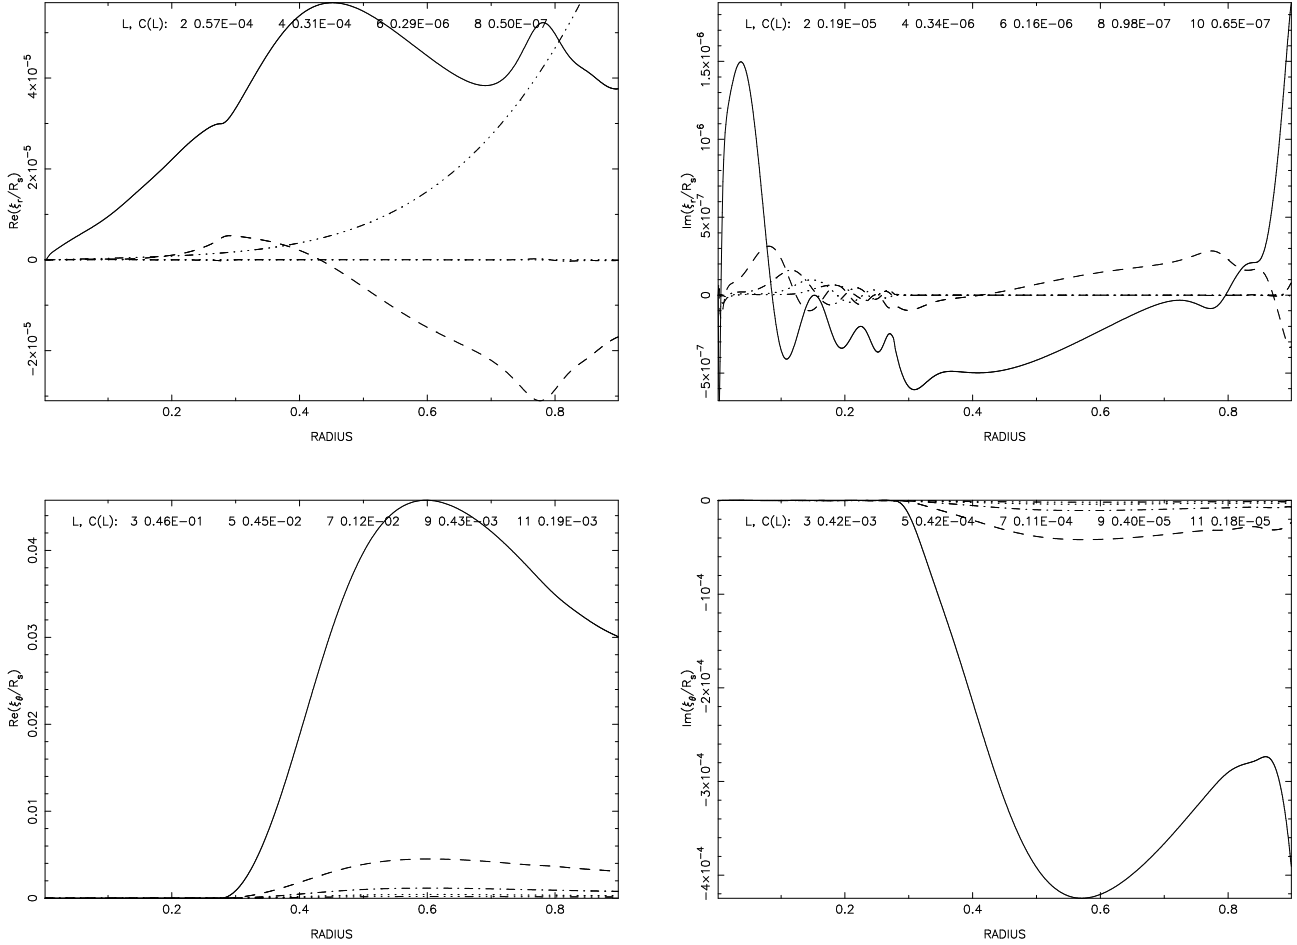 L, C(L): 2 0.57E-04 4 0.31E-04 6 0.29E-06 8 0.50E-07
Re(ξr/Rs)
4×10⁻⁵
2×10⁻⁵
0
−2×10⁻⁵
0.2 0.4 0.6 0.8
RADIUS
L, C(L): 2 0.19E-05 4 0.34E-06 6 0.16E-06 8 0.98E-07 10 0.65E-07
Im(ξr/Rs)
1.5×10⁻⁶
10⁻⁶
5×10⁻⁷
0
−5×10⁻⁷
0.2 0.4 0.6 0.8
RADIUS
L, C(L): 3 0.46E-01 5 0.45E-02 7 0.12E-02 9 0.43E-03 11 0.19E-03
Re(ξθ/Rs)
0.04
0.03
0.02
0.01
0
0.2 0.4 0.6 0.8
RADIUS
L, C(L): 3 0.42E-03 5 0.42E-04 7 0.11E-04 9 0.40E-05 11 0.18E-05
Im(ξθ/Rs)
0
−10⁻⁴
−2×10⁻⁴
−3×10⁻⁴
−4×10⁻⁴
0.2 0.4 0.6 0.8
RADIUS